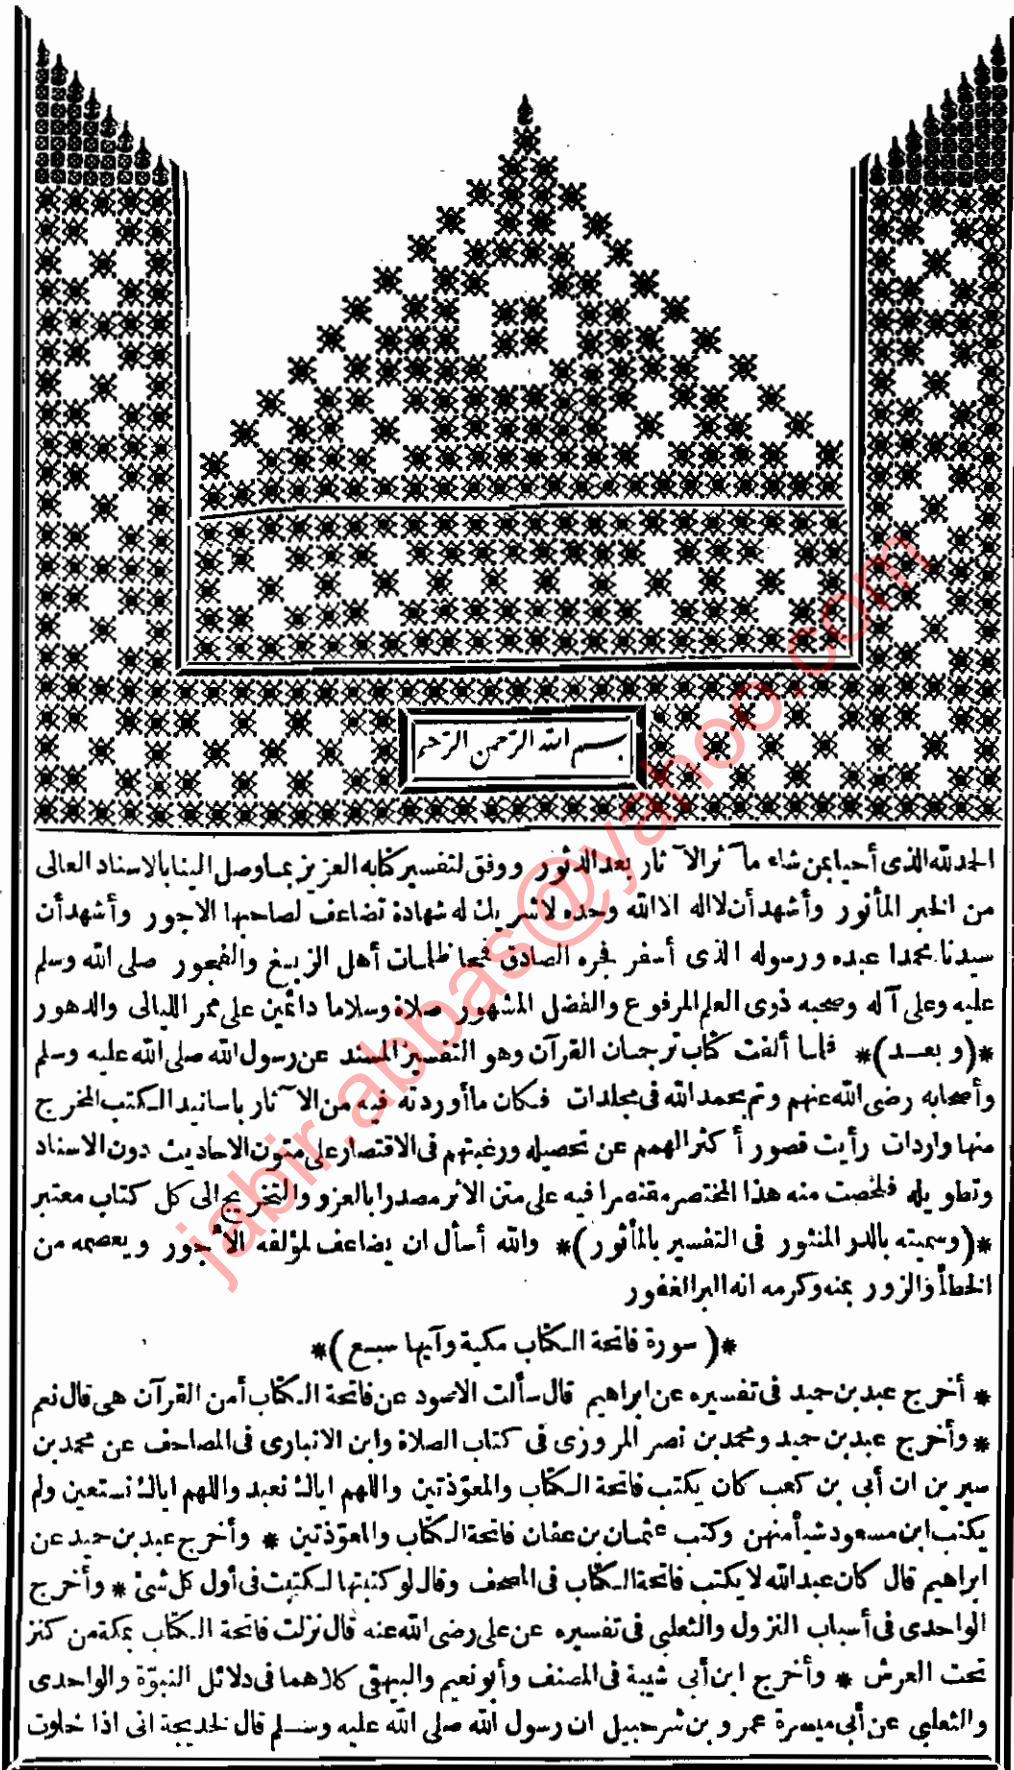 بسم الله الرحمن الرحيم
الحمد لله الذى أحيا بمن شاء مآثر الآثار بعد الدثور ووفق لتفسير كتابه العزيز بما وصل الينا بالاسناد العالى
من الخبر المأثور وأشهد أن لا اله الا الله وحده لا شريك له شهادة تضاعف لصاحبها الاجور وأشهد أن
سيدنا محمدا عبده ورسوله الذى أسفر فجره الصادق فمحا ظلمات أهل الزيغ والفجور صلى الله وسلم
عليه وعلى آله وصحبه ذوى العلم المرفوع والفضل المشهور صلاة وسلاما دائمين على ممر الليالى والدهور
*(وبعد)* فلما ألفت كتاب ترجمان القرآن وهو التفسير المسند عن رسول الله صلى الله عليه وسلم
وأصحابه رضى الله عنهم وتم بحمد الله فى مجلدات فكان ما أوردته فيه من الآثار باسانيد الكتب المخرج
منها واردات رأيت قصور أكثر الهمم عن تحصيله ورغبتهم فى الاقتصار على متون الاحاديث دون الاسناد
وتطويله فلخصت منه هذا المختصر مقتصرا فيه على متن الاثر مصدرا بالعزو والتخريج الى كل كتاب معتبر
*(وسميته بالدر المنثور فى التفسير بالمأثور)* والله أسأل ان يضاعف لمؤلفه الأجور ويعصمه من
الخطأ والزور بمنه وكرمه انه البر الغفور
*(سورة فاتحة الكتاب مكية وآيها سبع)*
* أخرج عبد بن حميد فى تفسيره عن ابراهيم قال سألت الاسود عن فاتحة الكتاب أمن القرآن هى قال نعم
* وأخرج عبد بن حميد ومحمد بن نصر المروزى فى كتاب الصلاة وابن الانبارى فى المصاحف عن محمد بن
سيرين ان أبى بن كعب كان يكتب فاتحة الكتاب والمعوّذتين واللهم اياك نعبد واللهم اياك نستعين ولم
يكتب ابن مسعود شيأ منهن وكتب عثمان بن عفان فاتحة الكتاب والمعوّذتين * وأخرج عبد بن حميد عن
ابراهيم قال كان عبد الله لا يكتب فاتحة الكتاب فى المصحف وقال لو كتبتها لكتبت فى أول كل شئ * وأخرج
الواحدى فى أسباب النزول والثعلبى فى تفسيره عن على رضى الله عنه قال نزلت فاتحة الكتاب بمكة من كنز
تحت العرش * وأخرج ابن أبى شيبة فى المصنف وأبو نعيم والبيهقى كلاهما فى دلائل النبوّة والواحدى
والثعلبى عن أبى ميسرة عمرو بن شرحبيل ان رسول الله صلى الله عليه وسلم قال لخديجة انى اذا خلوت
jabir.abbas@yahoo.com